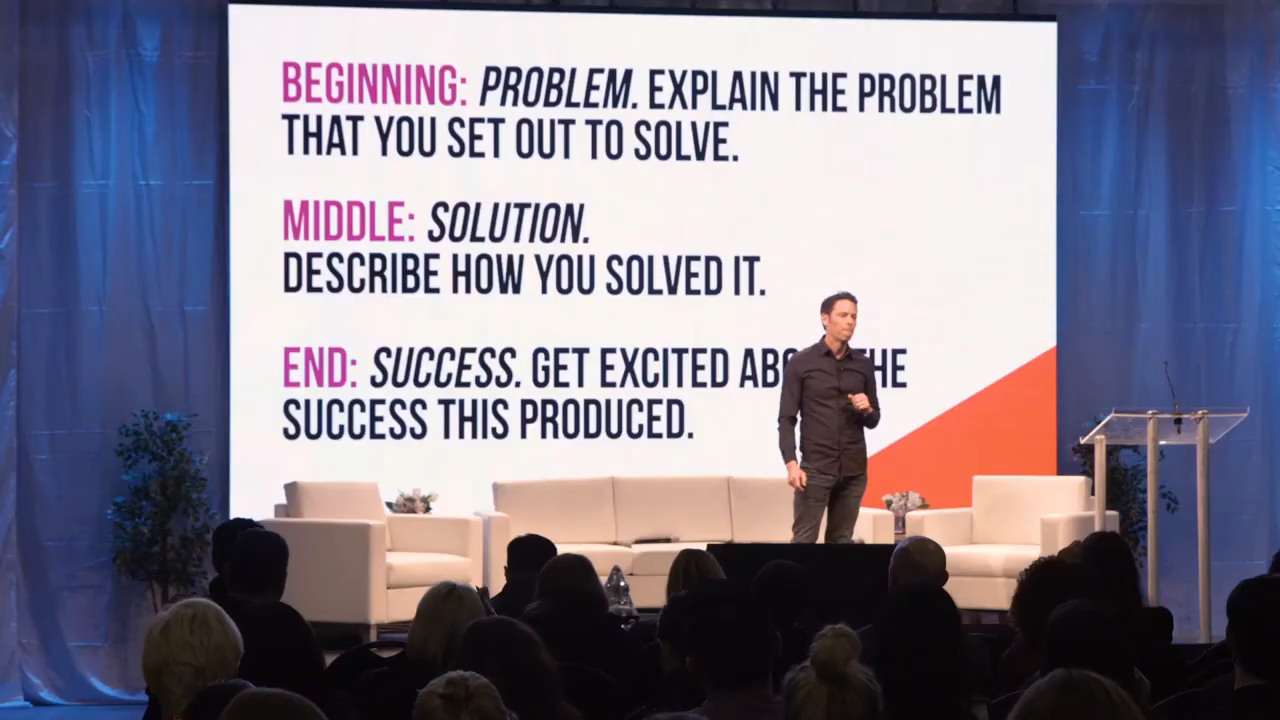 BEGINNING: PROBLEM. EXPLAIN THE PROBLEM
THAT YOU SET OUT TO SOLVE.
MIDDLE: SOLUTION.
DESCRIBE HOW YOU SOLVED IT.
END: SUCCESS. GET EXCITED
SUCCESS THIS PRODUCED.